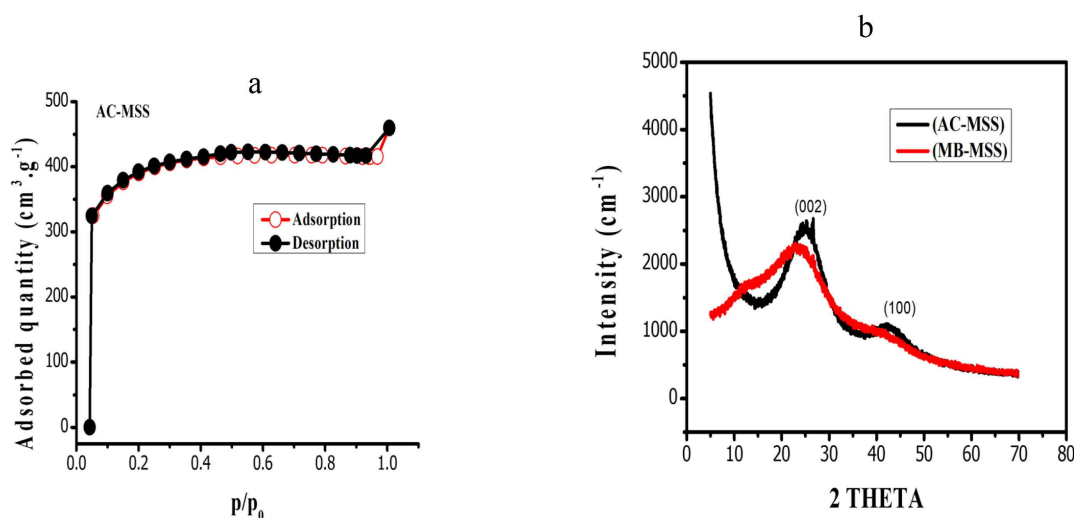 a
AC-MSS
Adsorption
Desorption
Adsorbed quantity (cm³.g⁻¹)
500
400
300
200
100
0
0.0 0.2 0.4 0.6 0.8 1.0
p/p₀
b
(AC-MSS)
(MB-MSS)
(002)
(100)
Intensity (cm⁻¹)
5000
4000
3000
2000
1000
0
0 10 20 30 40 50 60 70 80
2 THETA